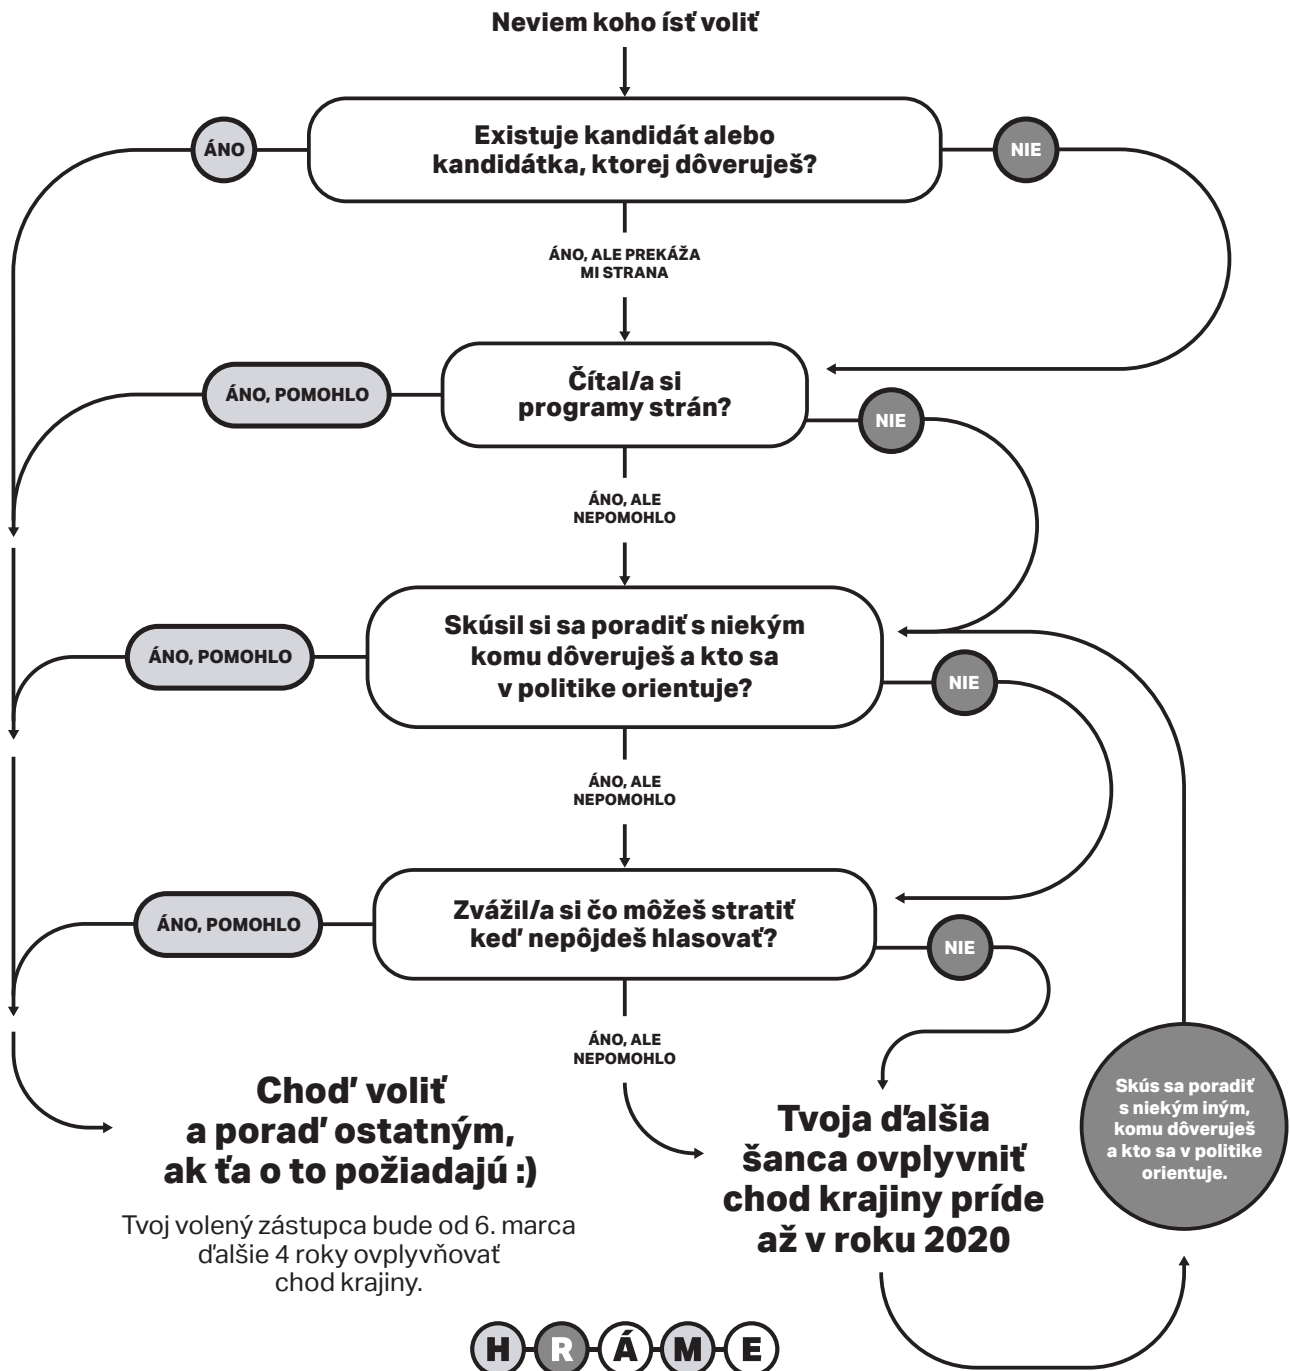 Neviem koho ísť voliť
Existuje kandidát alebo
kandidátka, ktorej dôveruješ?
ÁNO
NIE
ÁNO, ALE PREKÁŽA
MI STRANA
Čítal/a si
programy strán?
ÁNO, POMOHLO
NIE
ÁNO, ALE
NEPOMOHLO
Skúsil si sa poradiť s niekým
komu dôveruješ a kto sa
v politike orientuje?
ÁNO, POMOHLO
NIE
ÁNO, ALE
NEPOMOHLO
Zvážil/a si čo môžeš stratiť
keď nepôjdeš hlasovať?
ÁNO, POMOHLO
NIE
ÁNO, ALE
NEPOMOHLO
Choď voliť
a poraď ostatným,
ak ťa o to požiadajú :)
Tvoj volený zástupca bude od 6. marca
ďalšie 4 roky ovplyvňovať
chod krajiny.
Tvoja ďalšia
šanca ovplyvniť
chod krajiny príde
až v roku 2020
Skús sa poradiť
s niekým iným,
komu dôveruješ
a kto sa v politike
orientuje.
HRÁME